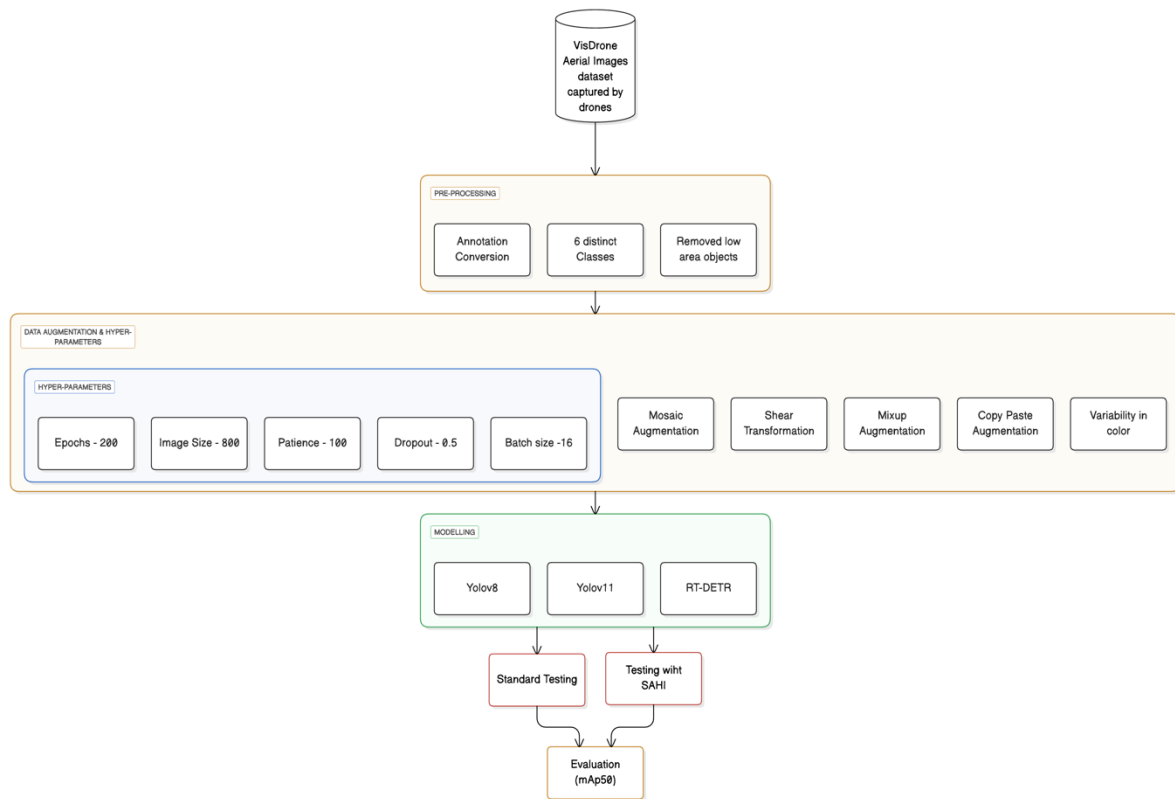 VisDrone
Aerial Images
dataset
captured by
drones
PRE-PROCESSING
Annotation
Conversion
6 distinct
Classes
Removed low
area objects
DATA AUGMENTATION & HYPER-
PARAMETERS
HYPER-PARAMETERS
Epochs - 200
Image Size - 800
Patience - 100
Dropout - 0.5
Batch size -16
Mosaic
Augmentation
Shear
Transformation
Mixup
Augmentation
Copy Paste
Augmentation
Variability in
color
MODELLING
Yolov8
Yolov11
RT-DETR
Standard Testing
Testing wiht
SAHI
Evaluation
(mAp50)